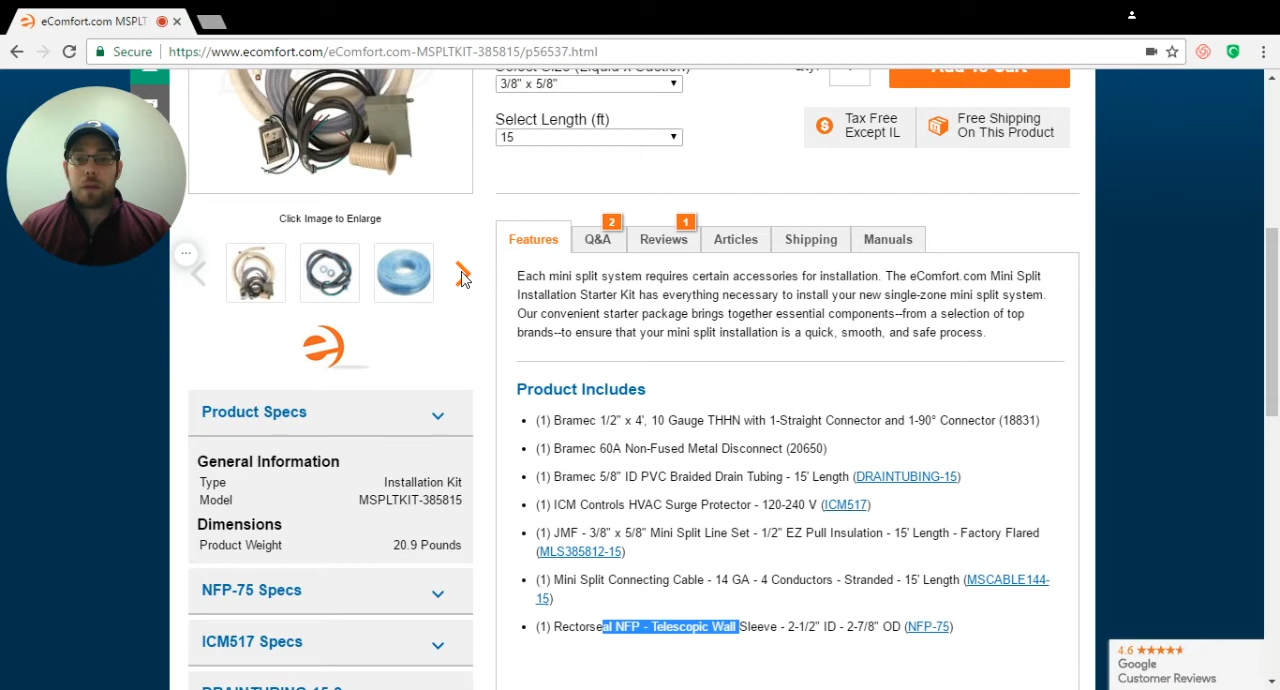 eComfort.com MSPLT
Secure
https://www.ecomfort.com/eComfort.com-MSPLTKIT-385815/p56537.html
Select Size (Liquid x Suction)
3/8" x 5/8"
Add To Cart
Select Length (ft)
15
Tax Free
Except IL
Free Shipping
On This Product
Click Image to Enlarge
Features
Q&A
2
Reviews
1
Articles
Shipping
Manuals
Each mini split system requires certain accessories for installation. The eComfort.com Mini Split
Installation Starter Kit has everything necessary to install your new single-zone mini split system.
Our convenient starter package brings together essential components--from a selection of top
brands--to ensure that your mini split installation is a quick, smooth, and safe process.
Product Includes
(1) Bramec 1/2" x 4', 10 Gauge THHN with 1-Straight Connector and 1-90° Connector (18831)
(1) Bramec 60A Non-Fused Metal Disconnect (20650)
(1) Bramec 5/8" ID PVC Braided Drain Tubing - 15' Length (DRAINTUBING-15)
(1) ICM Controls HVAC Surge Protector - 120-240 V (ICM517)
(1) JMF - 3/8" x 5/8" Mini Split Line Set - 1/2" EZ Pull Insulation - 15' Length - Factory Flared
(MLS385812-15)
(1) Mini Split Connecting Cable - 14 GA - 4 Conductors - Stranded - 15' Length (MSCABLE144-
15)
(1) Rectorseal NFP - Telescopic Wall Sleeve - 2-1/2" ID - 2-7/8" OD (NFP-75)
Product Specs
General Information
Type Installation Kit
Model MSPLTKIT-385815
Dimensions
Product Weight 20.9 Pounds
NFP-75 Specs
ICM517 Specs
4.6
Google
Customer Reviews